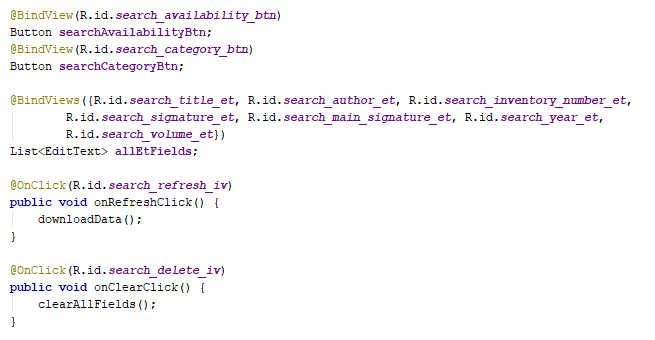 @BindView(R.id.search_availability_btn)
Button searchAvailabilityBtn;
@BindView(R.id.search_category_btn)
Button searchCategoryBtn;
@BindViews({R.id.search_title_et, R.id.search_author_et, R.id.search_inventory_number_et,
R.id.search_signature_et, R.id.search_main_signature_et, R.id.search_year_et,
R.id.search_volume_et})
List<EditText> allEtFields;
@OnClick(R.id.search_refresh_iv)
public void onRefreshClick() {
downloadData();
}
@OnClick(R.id.search_delete_iv)
public void onClearClick() {
clearAllFields();
}